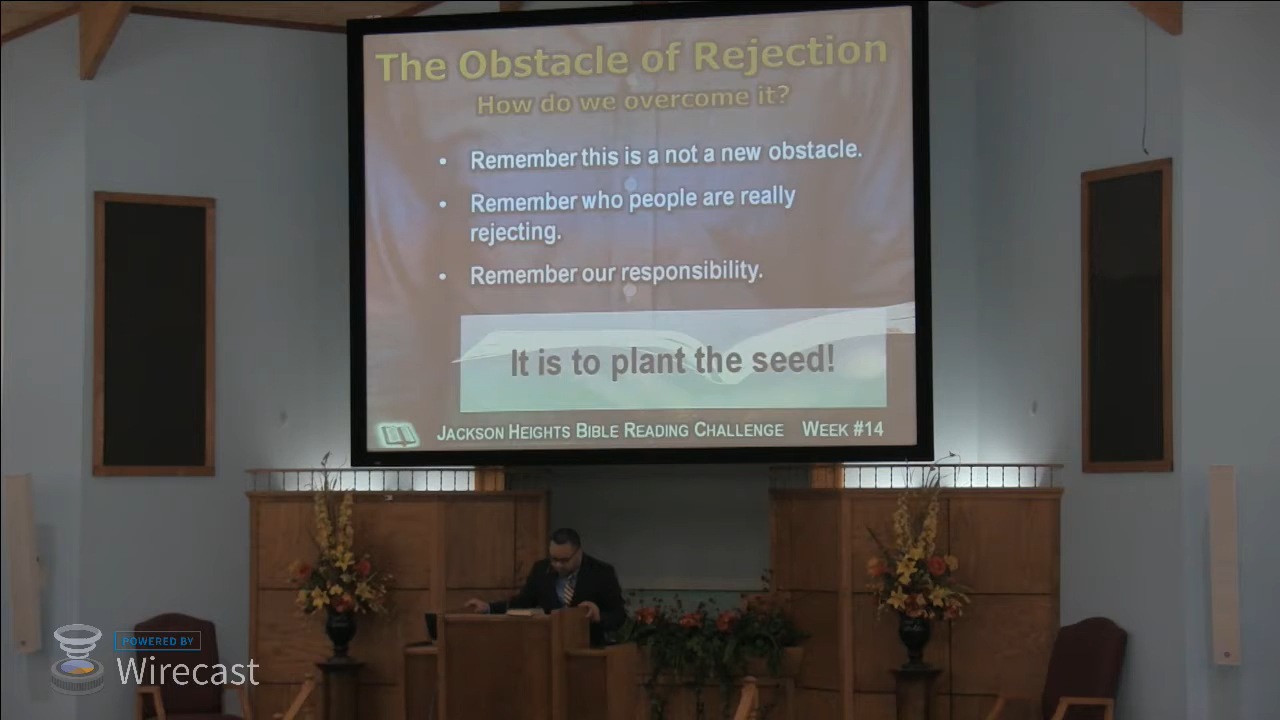 The Obstacle of Rejection
How do we overcome it?
• Remember this is a not a new obstacle.
• Remember who people are really
rejecting.
• Remember our responsibility.
It is to plant the seed!
JACKSON HEIGHTS BIBLE READING CHALLENGE WEEK #14
POWERED BY
Wirecast